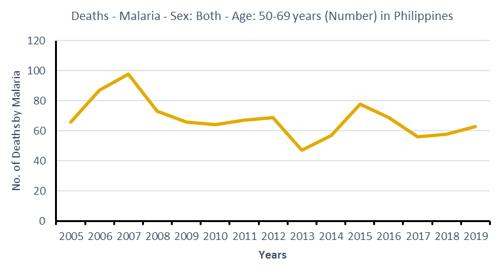 Deaths - Malaria - Sex: Both - Age: 50-69 years (Number) in Philippines
120
100
80
60
40
20
0
No. of Deaths by Malaria
2005 2006 2007 2008 2009 2010 2011 2012 2013 2014 2015 2016 2017 2018 2019
Years